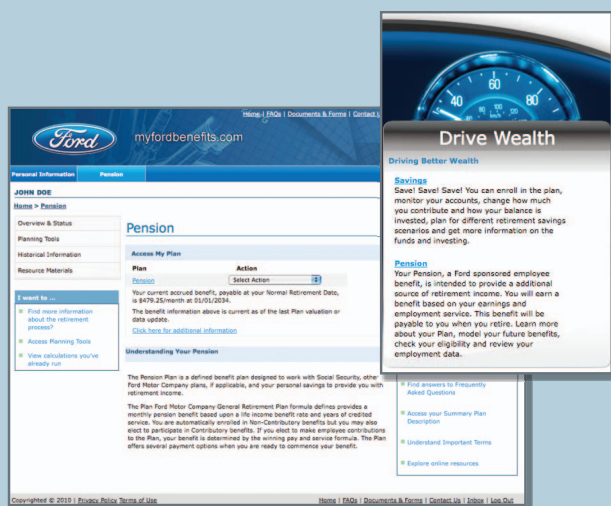 Home | FAQs | Documents & Forms | Contact
Ford
myfordbenefits.com
Personal Information
Pension
JOHN DOE
Home > Pension
Overview & Status
Planning Tools
Historical Information
Resource Materials
I want to ...
Find more information
about the retirement
process?
Access Planning Tools
View calculations you've
already run
Pension
Access My Plan
Plan
Action
Pension
Select Action
Your current accrued benefit, payable at your Normal Retirement Date,
is $479.25/month at 01/01/2034.
The benefit information above is current as of the last Plan valuation or
data update.
Click here for additional information
Understanding Your Pension
The Pension Plan is a defined benefit plan designed to work with Social Security, other
Ford Motor Company plans, if applicable, and your personal savings to provide you with
retirement income.
The Plan Ford Motor Company General Retirement Plan formula defines provides a
monthly pension benefit based upon a life income benefit rate and years of credited
service. You are automatically enrolled in Non-Contributory benefits but you may also
elect to participate in Contributory benefits. If you elect to make employee contributions
to the Plan, your benefit is determined by the winning pay and service formula. The Plan
offers several payment options when you are ready to commence your benefit.
Find answers to Frequently
Asked Questions
Access your Summary Plan
Description
Understand Important Terms
Explore online resources
Copyrighted © 2010 | Privacy Policy Terms of Use
Home | FAQs | Documents & Forms | Contact Us | Inbox | Log Out
40
60
80
80
100
120
km/h
Drive Wealth
Driving Better Wealth
Savings
Save! Save! Save! You can enroll in the plan,
monitor your accounts, change how much
you contribute and how your balance is
invested, plan for different retirement savings
scenarios and get more information on the
funds and investing.
Pension
Your Pension, a Ford sponsored employee
benefit, is intended to provide a additional
source of retirement income. You will earn a
benefit based on your earnings and
employment service. This benefit will be
payable to you when you retire. Learn more
about your Plan, model your future benefits,
check your eligibility and review your
employment data.